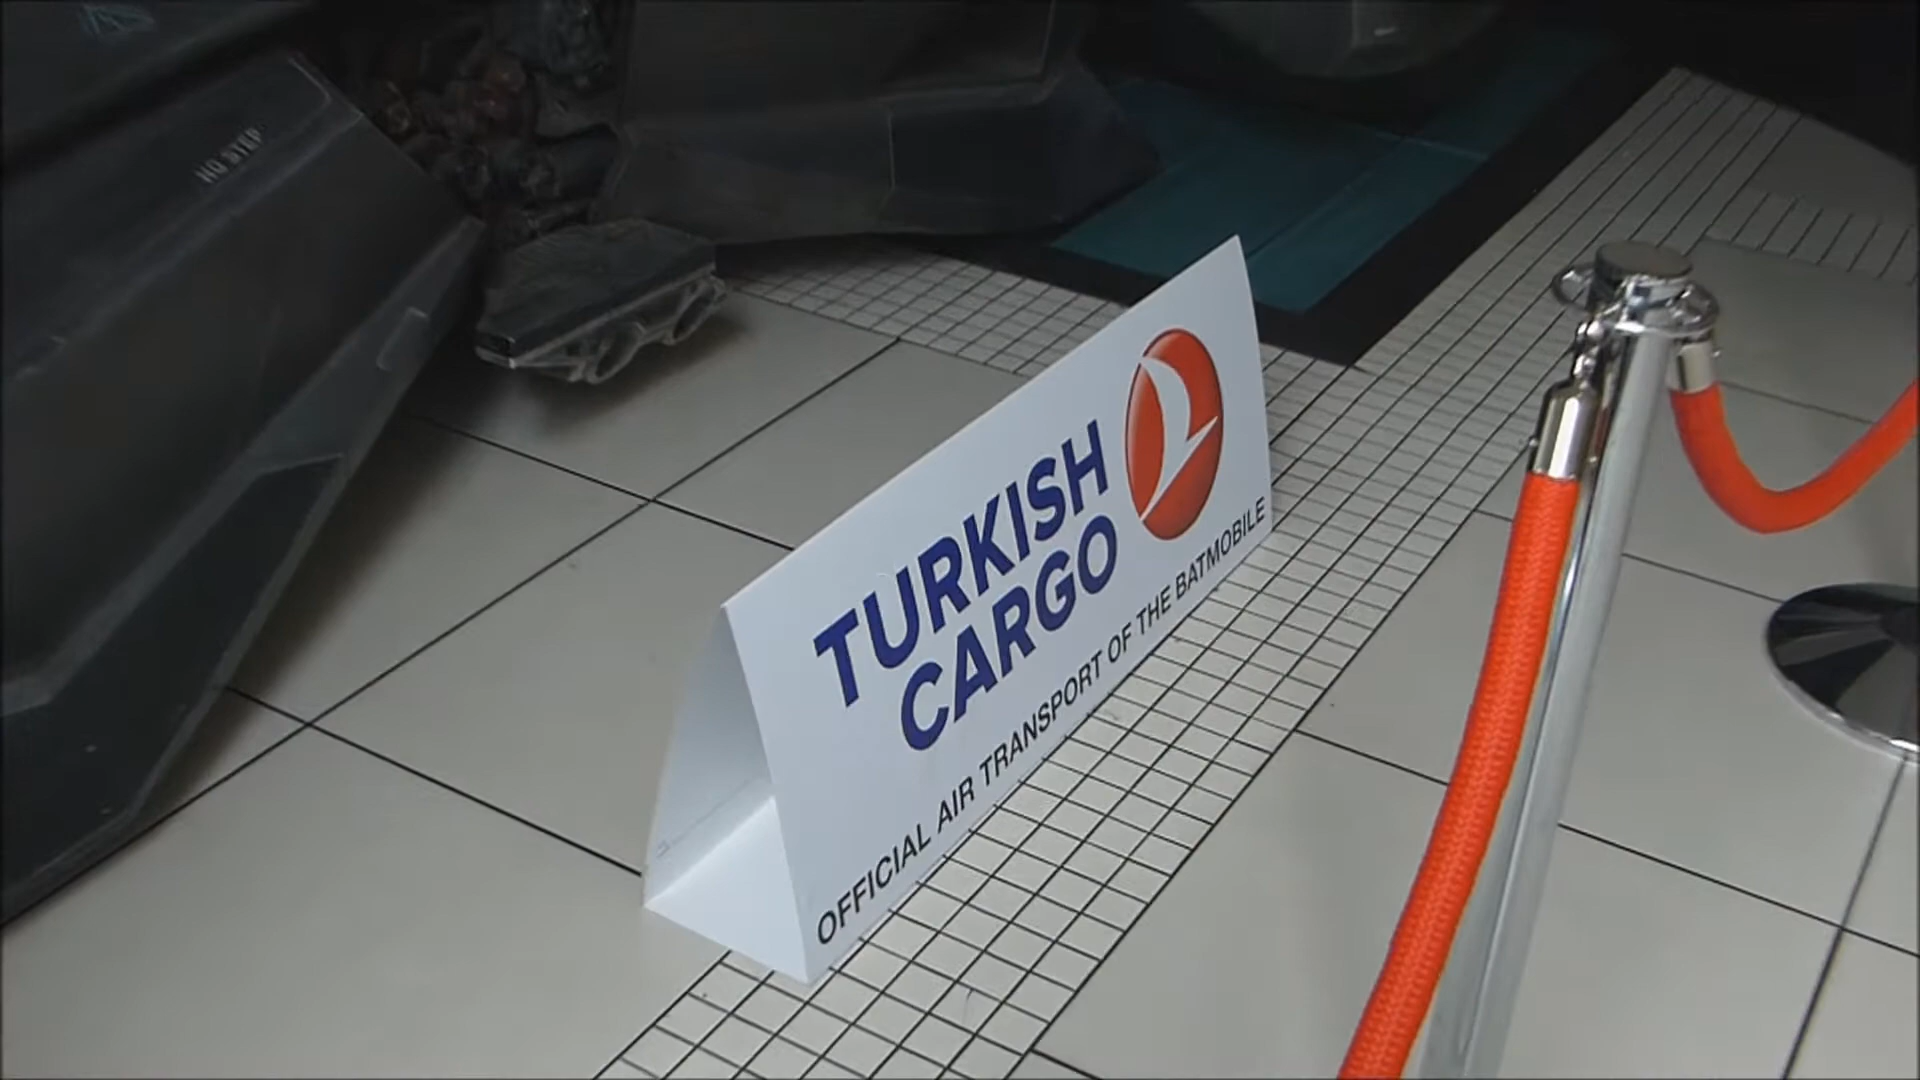 NO STEP
TURKISH
CARGO
OFFICIAL AIR TRANSPORT OF THE BATMOBILE